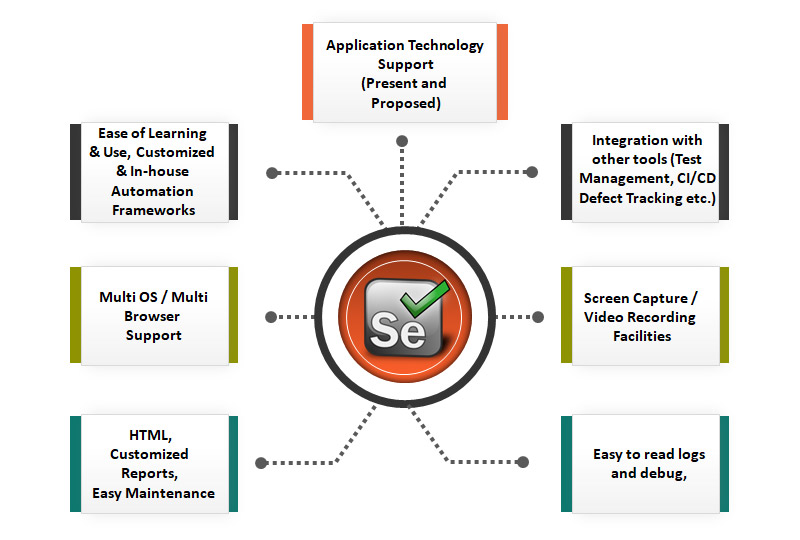 Application Technology
Support
(Present and
Proposed)
Ease of Learning
& Use, Customized
& In-house
Automation
Frameworks
Integration with
other tools (Test
Management, CI/CD
Defect Tracking etc.)
Multi OS / Multi
Browser
Support
Se
Screen Capture /
Video Recording
Facilities
HTML,
Customized
Reports,
Easy Maintenance
Easy to read logs
and debug,